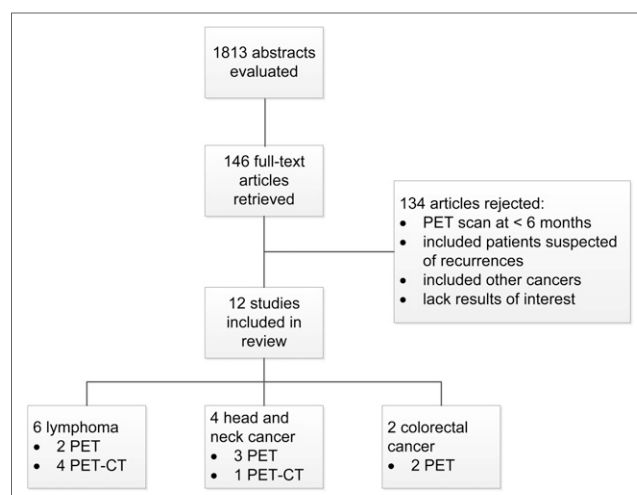 1813 abstracts
evaluated
146 full-text
articles
retrieved
134 articles rejected:
• PET scan at < 6 months
• included patients suspected
of recurrences
• included other cancers
• lack results of interest
12 studies
included in
review
6 lymphoma
• 2 PET
• 4 PET-CT
4 head and
neck cancer
• 3 PET
• 1 PET-CT
2 colorectal
cancer
• 2 PET